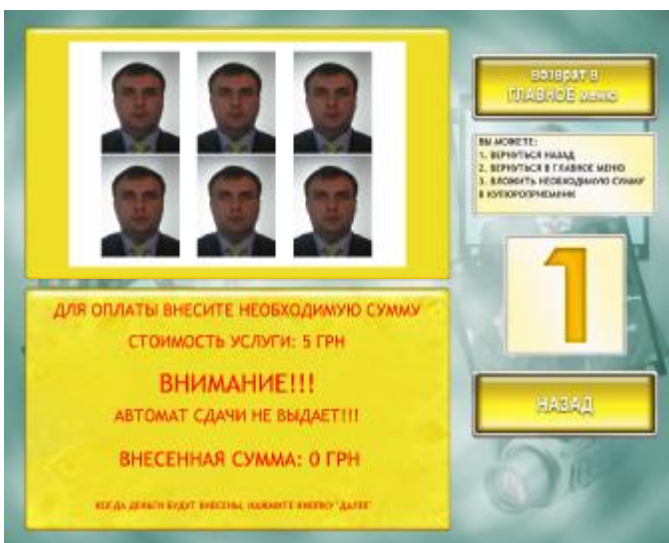 возврат в
ГЛАВНОЕ меню
ВЫ МОЖЕТЕ:
1. ВЕРНУТЬСЯ НАЗАД
2. ВЕРНУТЬСЯ В ГЛАВНОЕ МЕНЮ
3. ВЛОЖИТЬ НЕОБХОДИМУЮ СУММУ
В КУПЮРОПРИЕМНИК
1
НАЗАД
ДЛЯ ОПЛАТЫ ВНЕСИТЕ НЕОБХОДИМУЮ СУММУ
СТОИМОСТЬ УСЛУГИ: 5 ГРН
ВНИМАНИЕ!!!
АВТОМАТ СДАЧИ НЕ ВЫДАЕТ!!!
ВНЕСЕННАЯ СУММА: 0 ГРН
КОГДА ДЕНЬГИ БУДУТ ВНЕСЕНЫ, НАЖМИТЕ КНОПКУ "ДАЛЕЕ"